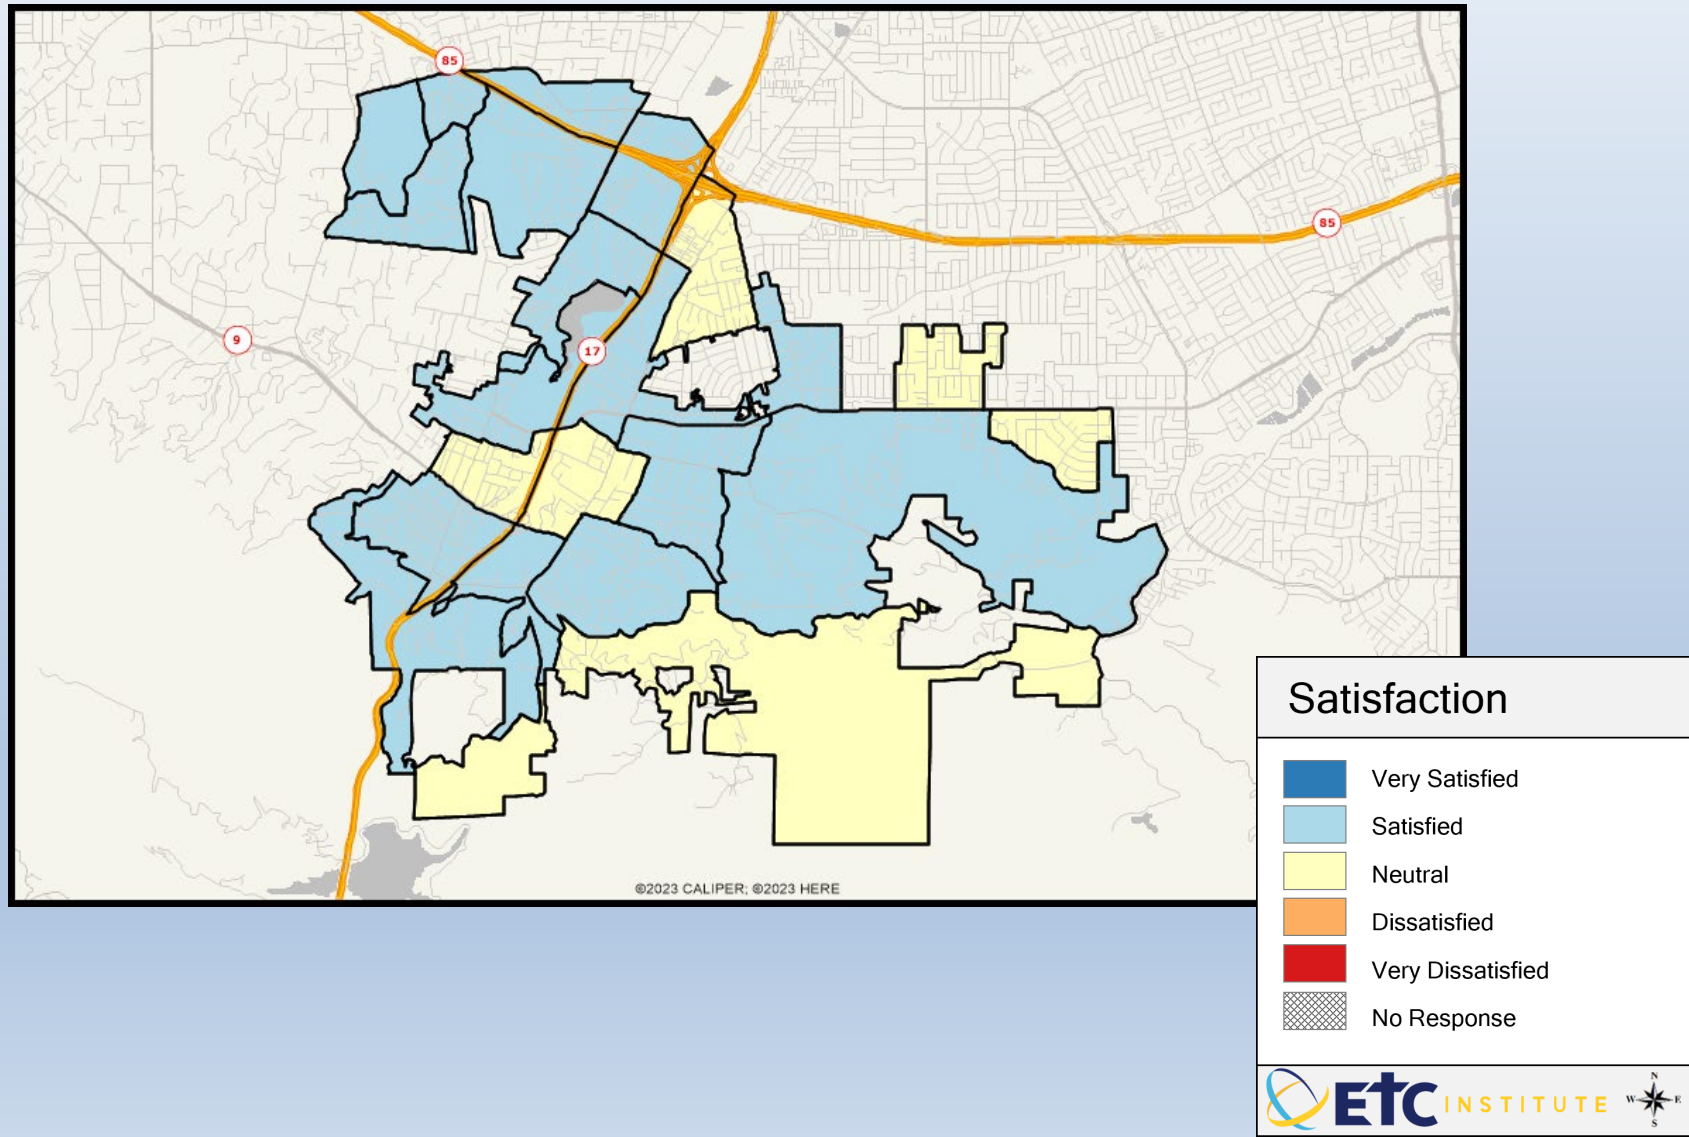 85
85
9
17
©2023 CALIPER; ©2023 HERE
Satisfaction
Very Satisfied
Satisfied
Neutral
Dissatisfied
Very Dissatisfied
No Response
ETC INSTITUTE
N
W E
S